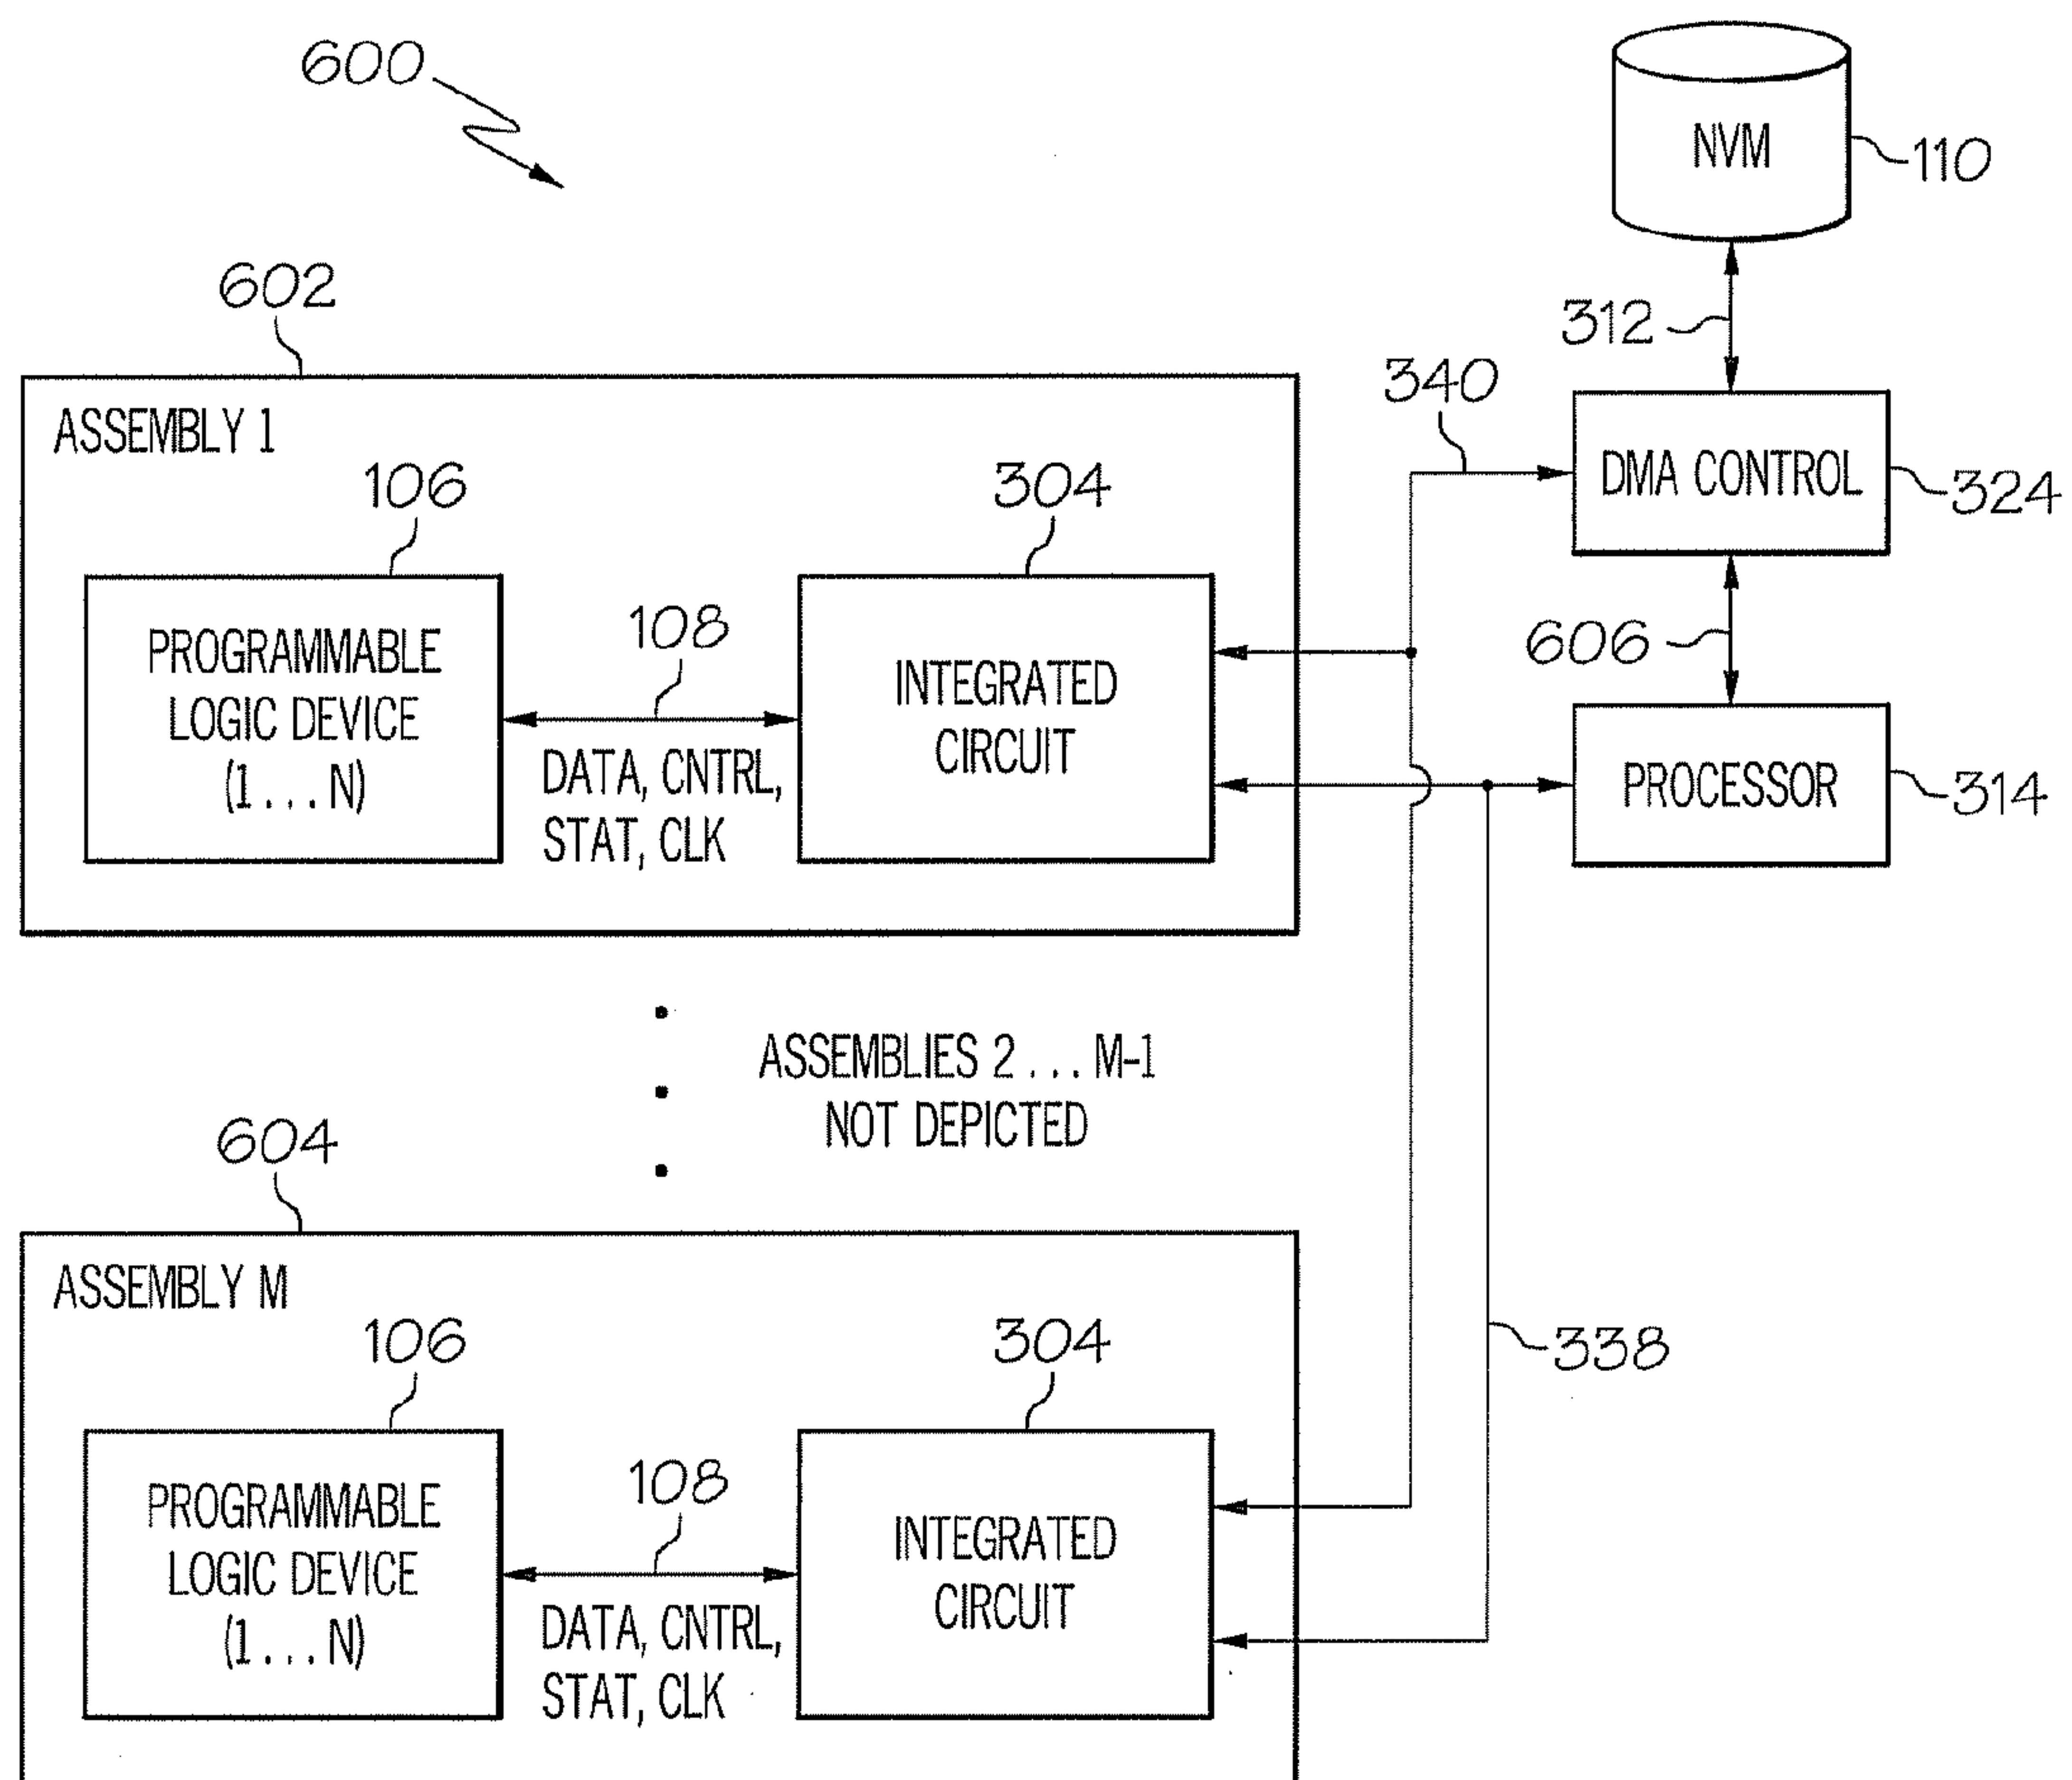 600
NVM
110
312
602
340
ASSEMBLY 1
DMA CONTROL
324
106
304
108
606
PROGRAMMABLE
LOGIC DEVICE
(1 . . . N)
INTEGRATED
CIRCUIT
DATA, CNTRL,
STAT, CLK
PROCESSOR
314
ASSEMBLIES 2 . . . M-1
NOT DEPICTED
604
ASSEMBLY M
106
304
338
108
PROGRAMMABLE
LOGIC DEVICE
(1 . . . N)
INTEGRATED
CIRCUIT
DATA, CNTRL,
STAT, CLK